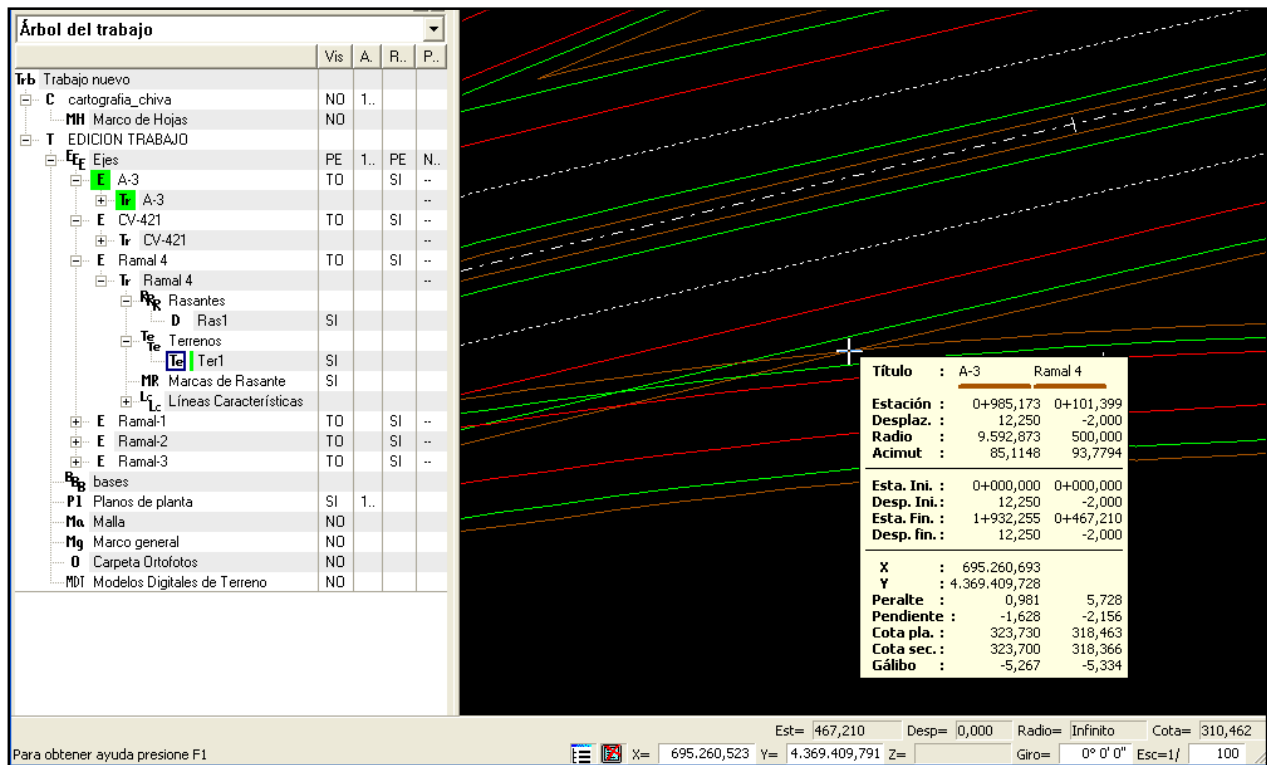 Árbol del trabajo
Vis A. R.. P..
Trb Trabajo nuevo
C cartografia_chiva NO 1..
MH Marco de Hojas NO
T EDICION TRABAJO
EEE Ejes PE 1.. PE N..
E A-3 TO SI --
Tr A-3 --
E CV-421 TO SI --
Tr CV-421 --
E Ramal 4 TO SI --
Tr Ramal 4 --
RRR Rasantes
D Ras1 SI
Te Te Terrenos
Te Ter1 SI
MR Marcas de Rasante SI
Lc Lc Líneas Características
E Ramal-1 TO SI --
E Ramal-2 TO SI --
E Ramal-3 TO SI --
BBB bases
Pl Planos de planta SI 1..
Ma Malla NO
Mg Marco general NO
O Carpeta Ortofotos NO
MDT Modelos Digitales de Terreno NO
Título : A-3 Ramal 4
Estación : 0+985,173 0+101,399
Desplaz. : 12,250 -2,000
Radio : 9.592,873 500,000
Acimut : 85,1148 93,7794
Esta. Ini. : 0+000,000 0+000,000
Desp. Ini.: 12,250 -2,000
Esta. Fin. : 1+932,255 0+467,210
Desp. fin.: 12,250 -2,000
X : 695.260,693
Y : 4.369.409,728
Peralte : 0,981 5,728
Pendiente : -1,628 -2,156
Cota pla. : 323,730 318,463
Cota sec. : 323,700 318,366
Gálibo : -5,267 -5,334
Est= 467,210 Desp= 0,000 Radio= Infinito Cota= 310,462
Para obtener ayuda presione F1 X= 695.260,523 Y= 4.369.409,791 Z= Giro= 0° 0' 0" Esc=1/ 100